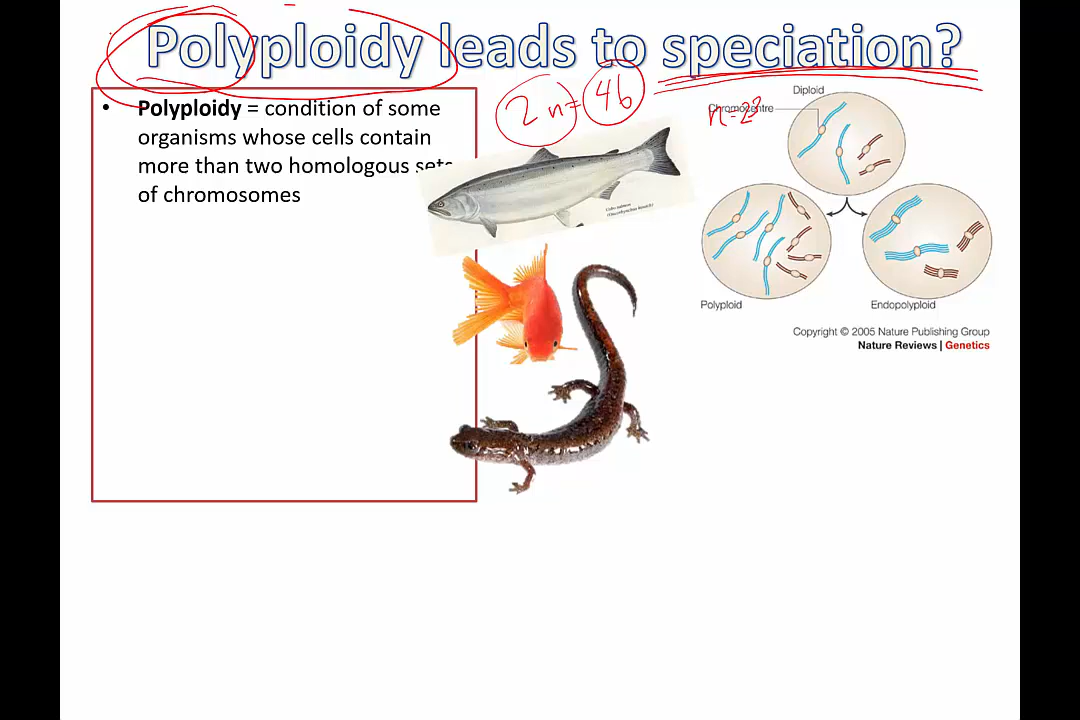 Polyploidy leads to speciation?
• Polyploidy = condition of some
organisms whose cells contain
more than two homologous sets
of chromosomes
2n = 46
n = 23
Diploid
Chromocentre
Polyploid
Endopolyploid
Copyright © 2005 Nature Publishing Group
Nature Reviews | Genetics